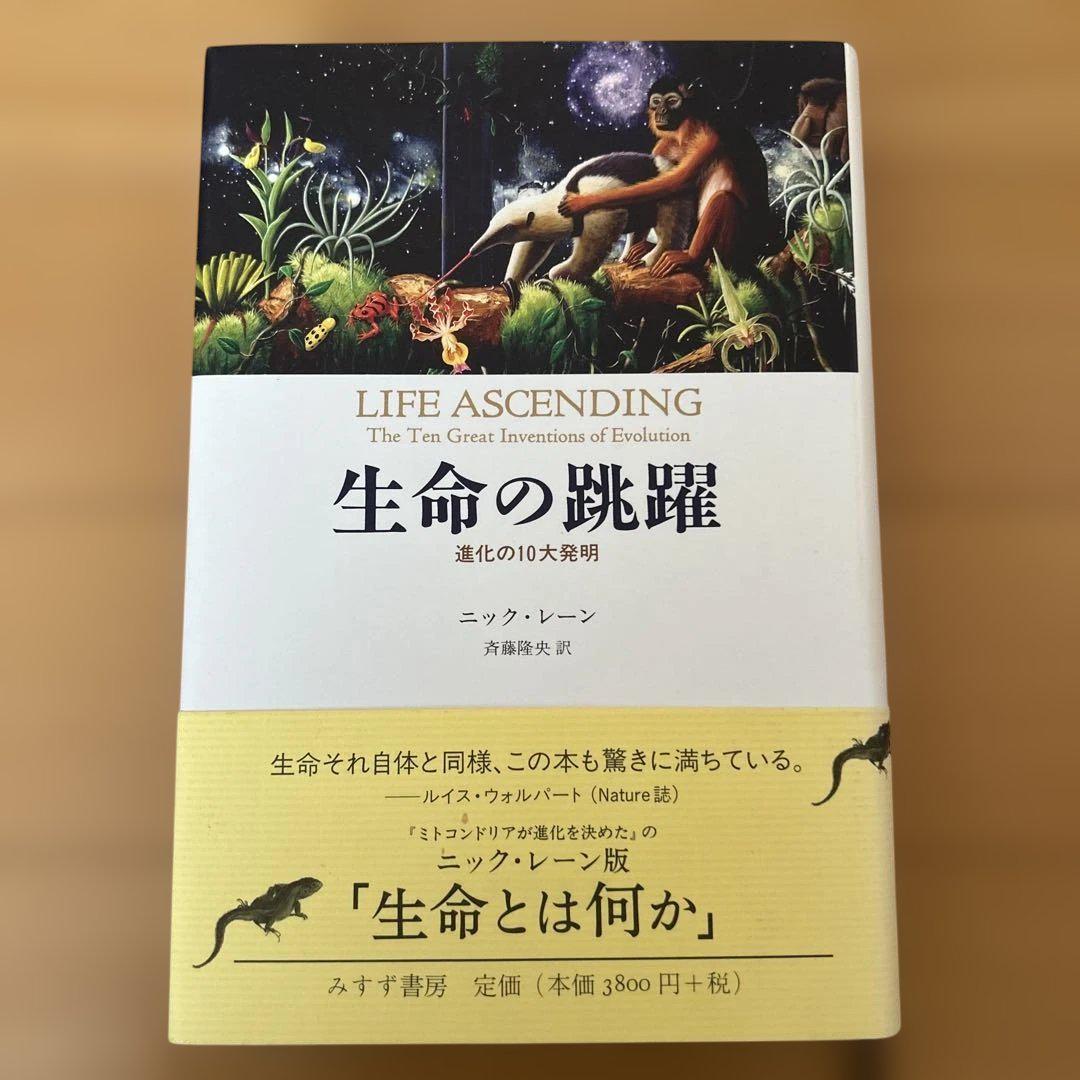 LIFE ASCENDING
The Ten Great Inventions of Evolution
生命の跳躍
進化の10大発明
ニック・レーン
斉藤隆央 訳
生命それ自体と同様、この本も驚きに満ちている。
——ルイス・ウォルパート（Nature誌）
『ミトコンドリアが進化を決めた』の
ニック・レーン版
「生命とは何か」
みすず書房 定価（本体3800円＋税）